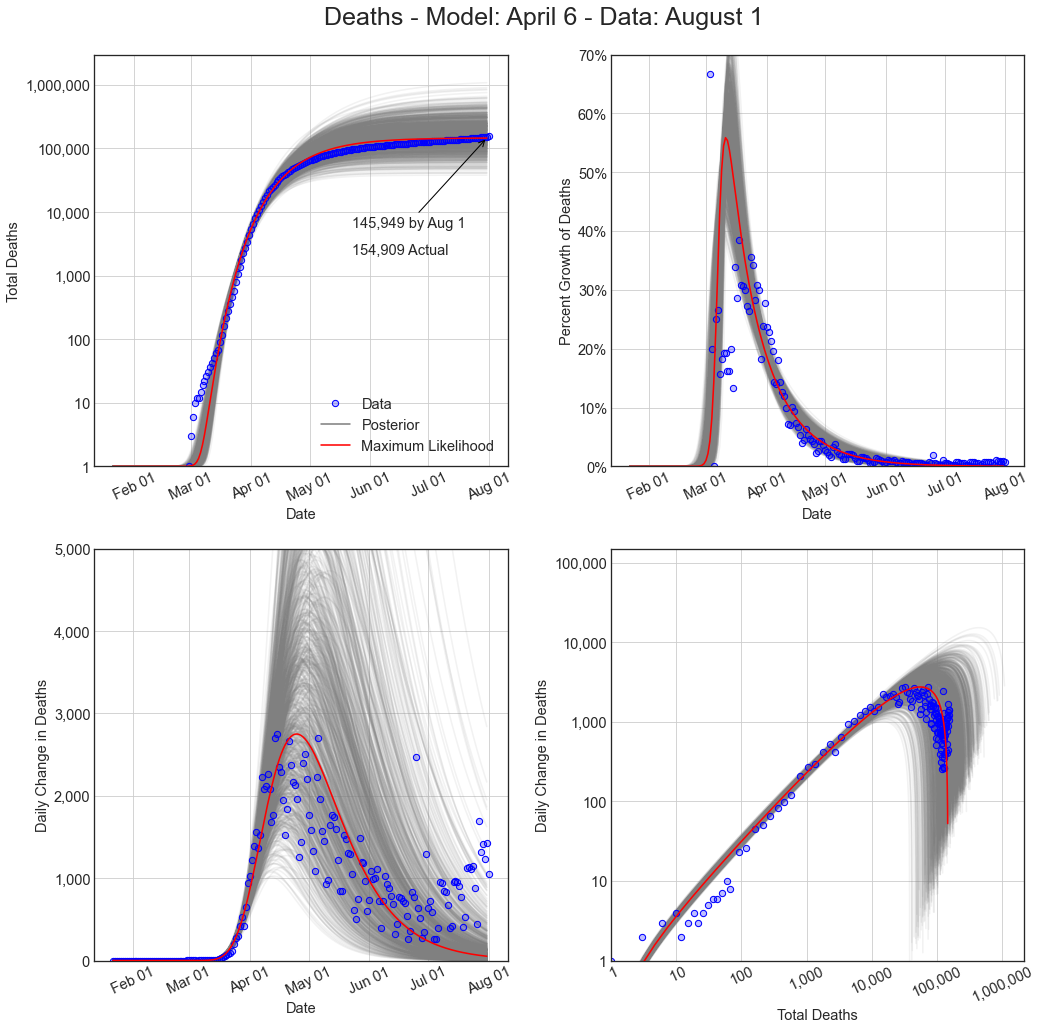 Deaths - Model: April 6 - Data: August 1
Total Deaths
1,000,000
100,000
10,000
1,000
100
10
1
145,949 by Aug 1
154,909 Actual
Data
Posterior
Maximum Likelihood
Feb 01
Mar 01
Apr 01
May 01
Jun 01
Jul 01
Aug 01
Date
Percent Growth of Deaths
70%
60%
50%
40%
30%
20%
10%
0%
Feb 01
Mar 01
Apr 01
May 01
Jun 01
Jul 01
Aug 01
Date
Daily Change in Deaths
5,000
4,000
3,000
2,000
1,000
0
Feb 01
Mar 01
Apr 01
May 01
Jun 01
Jul 01
Aug 01
Date
Daily Change in Deaths
100,000
10,000
1,000
100
10
1
1
10
100
1,000
10,000
100,000
1,000,000
Total Deaths